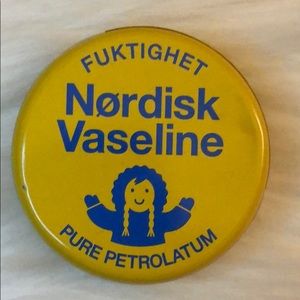 FUKTIGHET
Nørdisk
Vaseline
PURE PETROLATUM